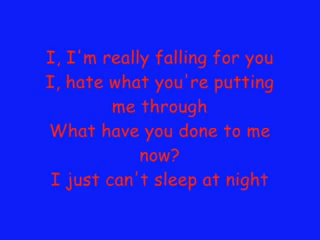 I, I'm really falling for you
I, hate what you're putting
me through
What have you done to me
now?
I just can't sleep at night